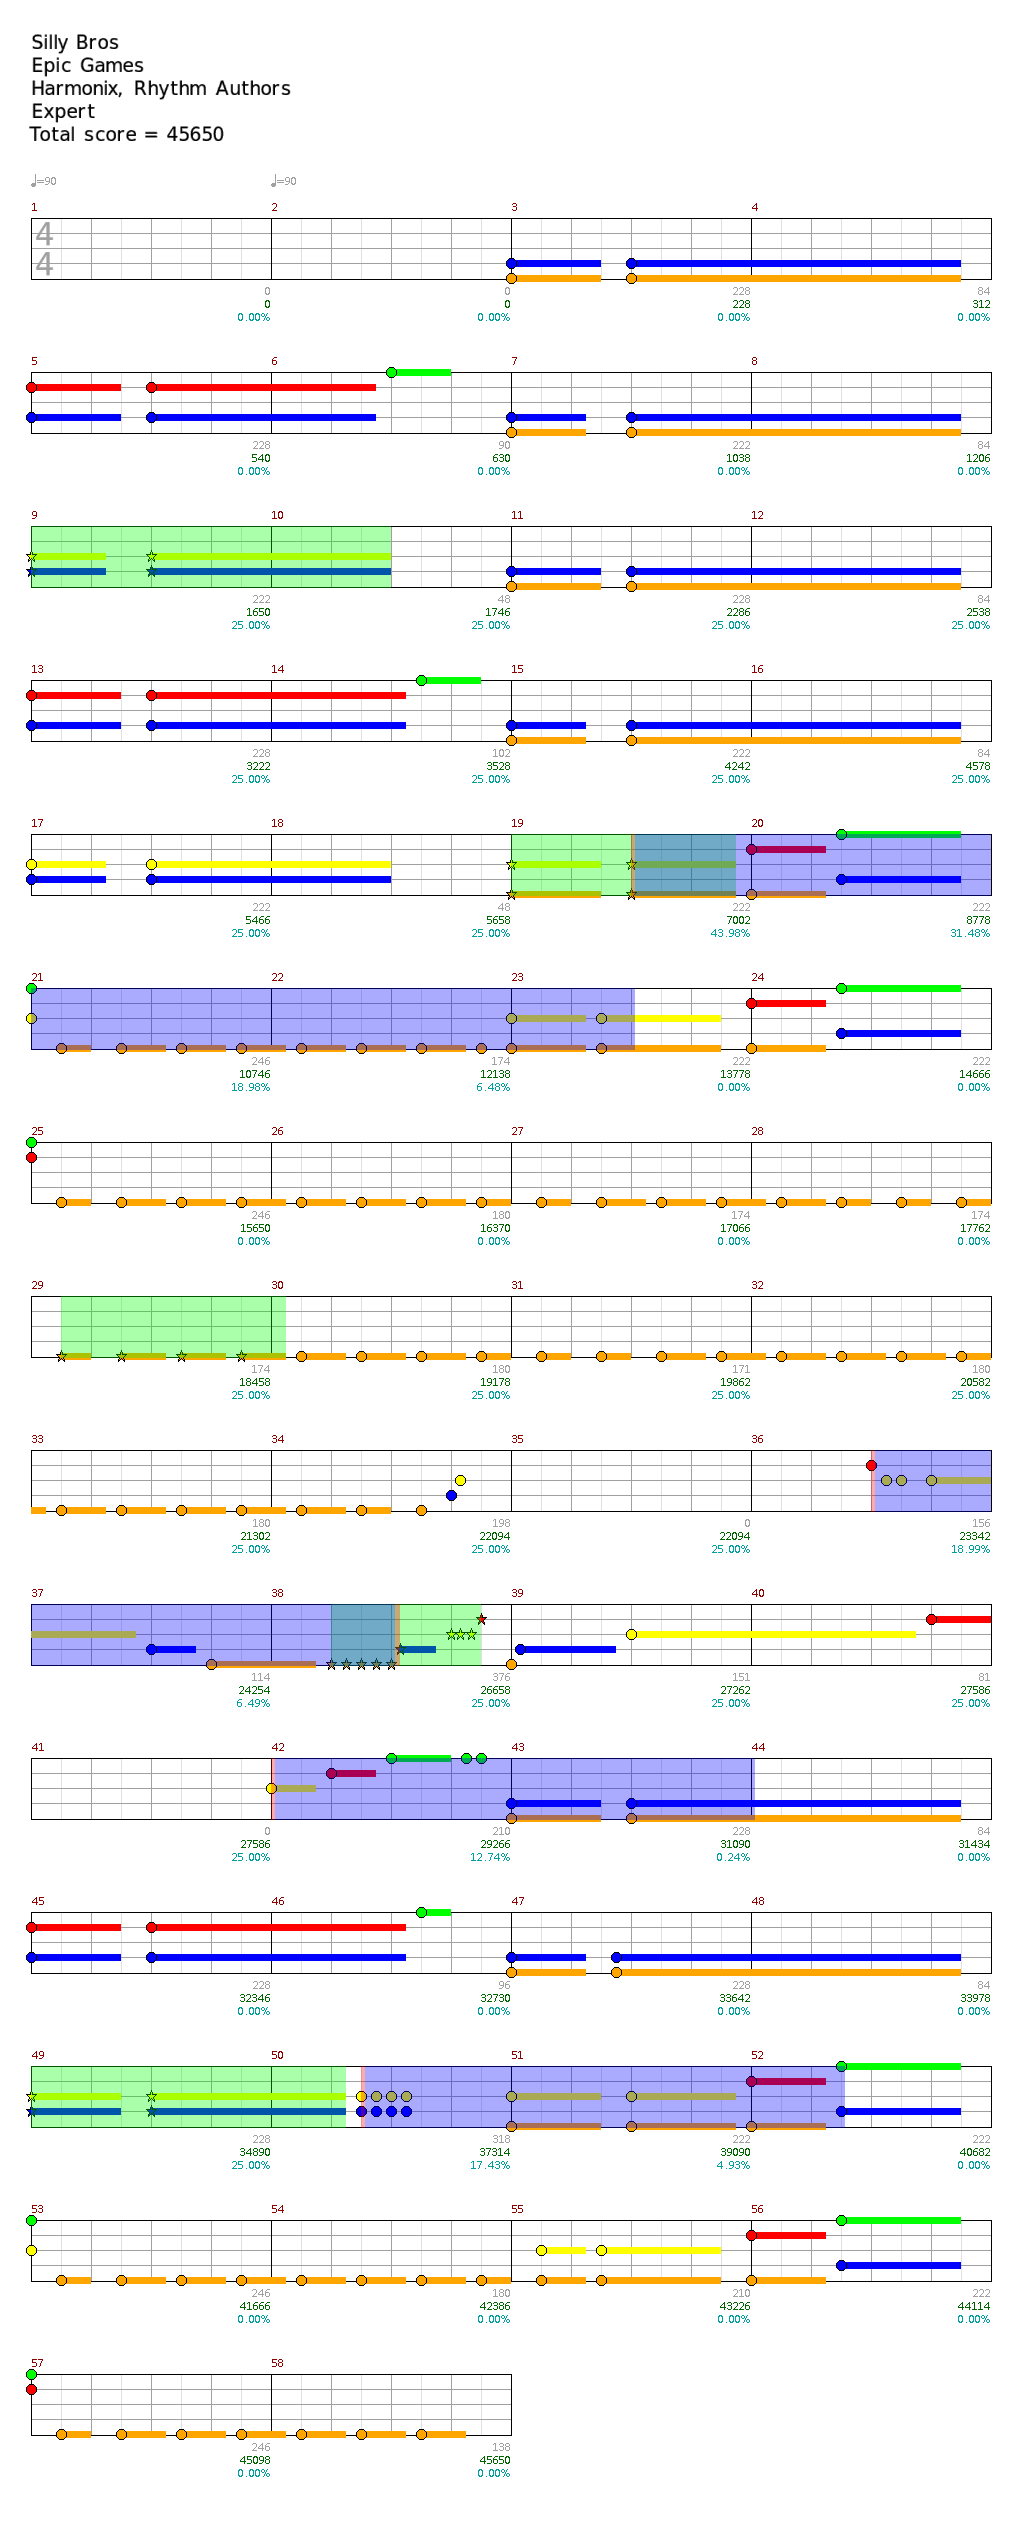 Silly Bros
Epic Games
Harmonix, Rhythm Authors
Expert
Total score = 45650
♩=90 ♩=90
1 2 3 4
4
4
0 0 228 84
0 0 228 312
0.00% 0.00% 0.00% 0.00%
5 6 7 8
228 90 222 84
540 630 1038 1206
0.00% 0.00% 0.00% 0.00%
9 10 11 12
222 48 228 84
1650 1746 2286 2538
25.00% 25.00% 25.00% 25.00%
13 14 15 16
228 102 222 84
3222 3528 4242 4578
25.00% 25.00% 25.00% 25.00%
17 18 19 20
222 48 222 222
5466 5658 7002 8778
25.00% 25.00% 43.98% 31.48%
21 22 23 24
246 174 222 222
10746 12138 13778 14666
18.98% 6.48% 0.00% 0.00%
25 26 27 28
246 180 174 174
15650 16370 17066 17762
0.00% 0.00% 0.00% 0.00%
29 30 31 32
174 180 171 180
18458 19178 19862 20582
25.00% 25.00% 25.00% 25.00%
33 34 35 36
180 198 0 156
21302 22094 22094 23342
25.00% 25.00% 25.00% 18.99%
37 38 39 40
114 376 151 81
24254 26658 27262 27586
6.49% 25.00% 25.00% 25.00%
41 42 43 44
0 210 228 84
27586 29266 31090 31434
25.00% 12.74% 0.24% 0.00%
45 46 47 48
228 96 228 84
32346 32730 33642 33978
0.00% 0.00% 0.00% 0.00%
49 50 51 52
228 318 222 222
34890 37314 39090 40682
25.00% 17.43% 4.93% 0.00%
53 54 55 56
246 180 210 222
41666 42386 43226 44114
0.00% 0.00% 0.00% 0.00%
57 58
246 138
45098 45650
0.00% 0.00%